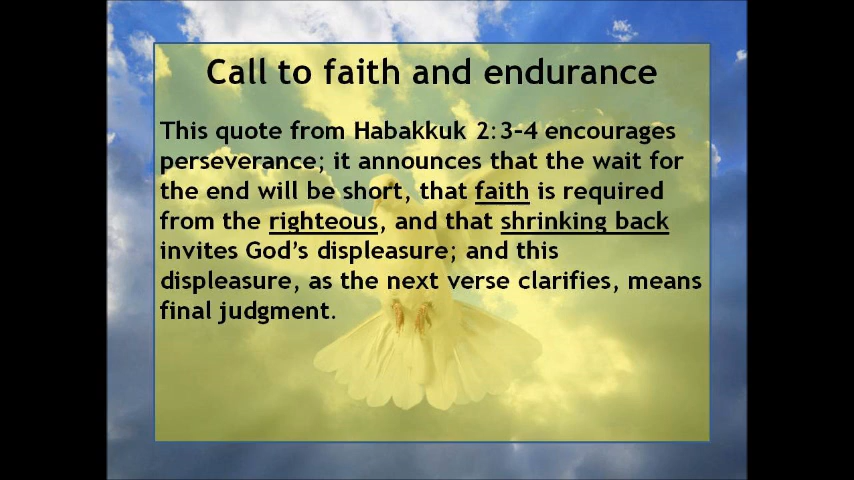 Call to faith and endurance
This quote from Habakkuk 2:3-4 encourages
perseverance; it announces that the wait for
the end will be short, that faith is required
from the righteous, and that shrinking back
invites God's displeasure; and this
displeasure, as the next verse clarifies, means
final judgment.